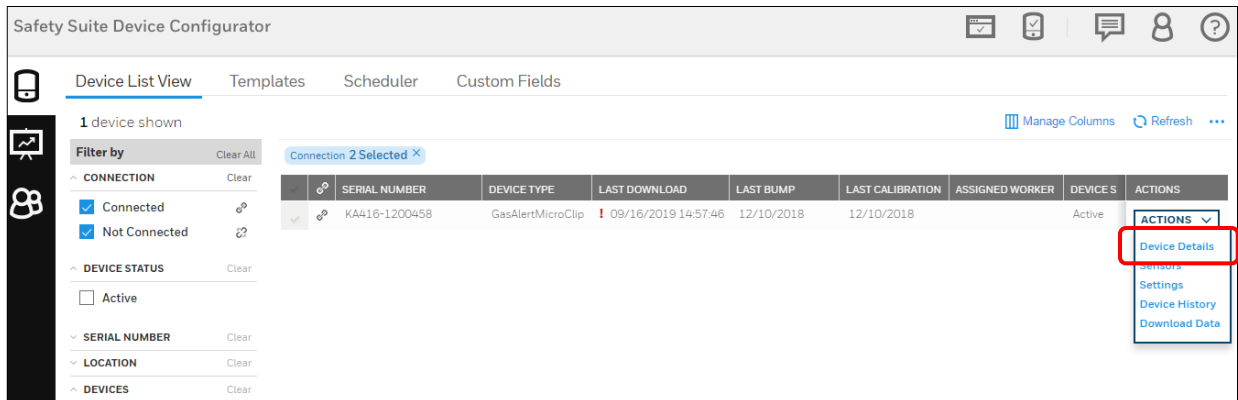 Safety Suite Device Configurator
Device List View Templates Scheduler Custom Fields
1 device shown
Manage Columns Refresh
Filter by Clear All
Connection 2 Selected ×
CONNECTION Clear
SERIAL NUMBER DEVICE TYPE LAST DOWNLOAD LAST BUMP LAST CALIBRATION ASSIGNED WORKER DEVICE S ACTIONS
Connected
KA416-1200458 GasAlertMicroClip ! 09/16/2019 14:57:46 12/10/2018 12/10/2018 Active
ACTIONS
Not Connected
Device Details
DEVICE STATUS Clear
Sensors
Settings
Active
Device History
Download Data
SERIAL NUMBER Clear
LOCATION Clear
DEVICES Clear